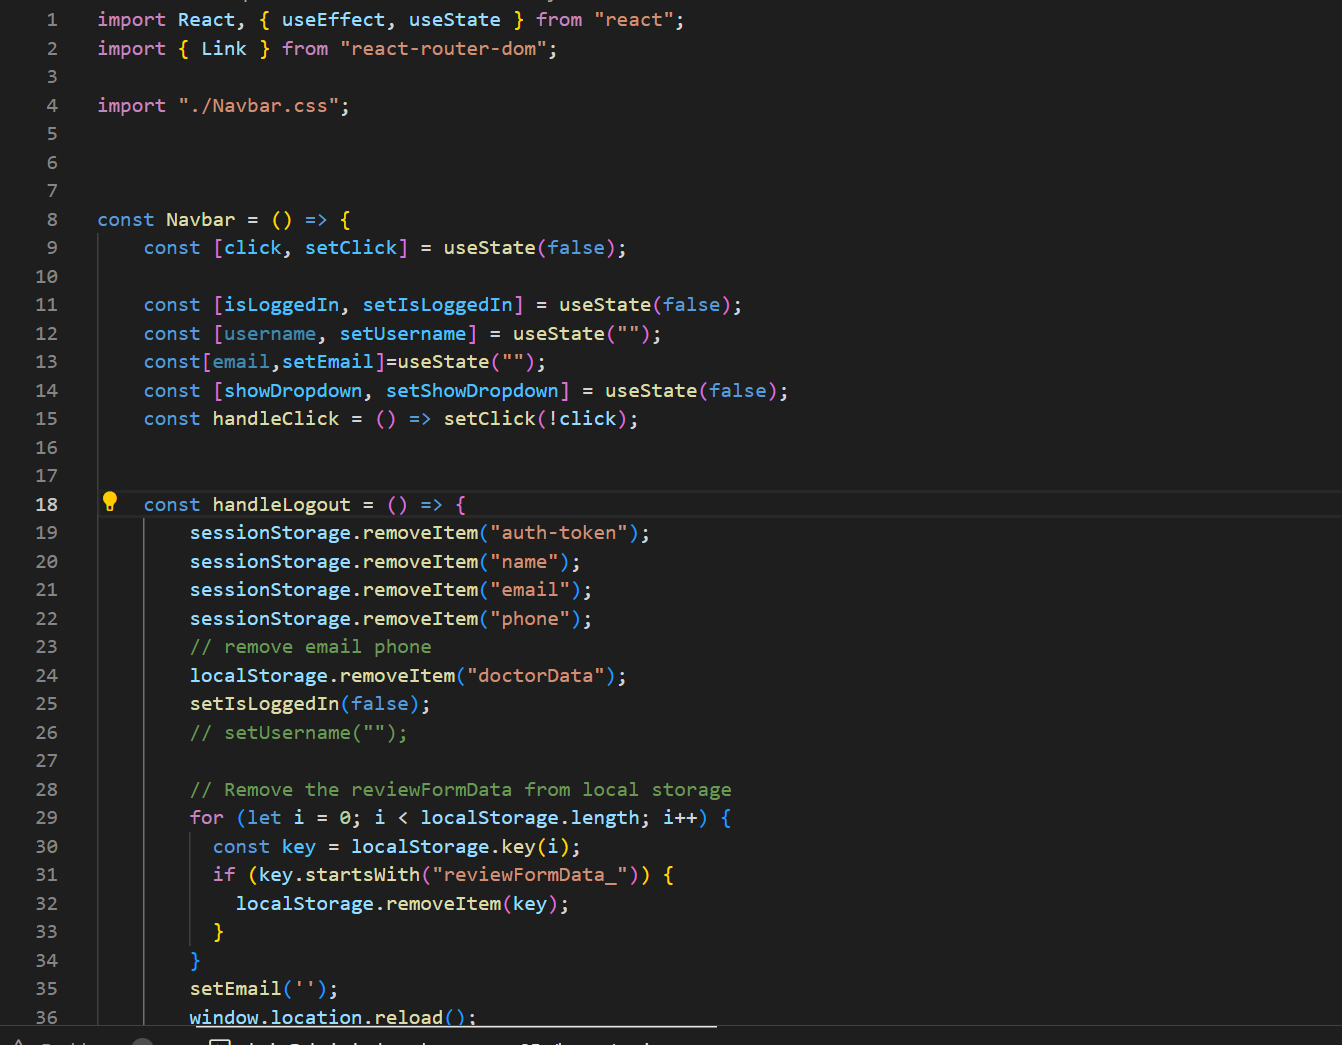 1 import React, { useEffect, useState } from "react";
2 import { Link } from "react-router-dom";
3
4 import "./Navbar.css";
5
6
7
8 const Navbar = () => {
9     const [click, setClick] = useState(false);
10
11     const [isLoggedIn, setIsLoggedIn] = useState(false);
12     const [username, setUsername] = useState("");
13     const[email,setEmail]=useState("");
14     const [showDropdown, setShowDropdown] = useState(false);
15     const handleClick = () => setClick(!click);
16
17
18     const handleLogout = () => {
19         sessionStorage.removeItem("auth-token");
20         sessionStorage.removeItem("name");
21         sessionStorage.removeItem("email");
22         sessionStorage.removeItem("phone");
23         // remove email phone
24         localStorage.removeItem("doctorData");
25         setIsLoggedIn(false);
26         // setUsername("");
27
28         // Remove the reviewFormData from local storage
29         for (let i = 0; i < localStorage.length; i++) {
30           const key = localStorage.key(i);
31           if (key.startsWith("reviewFormData_")) {
32             localStorage.removeItem(key);
33           }
34         }
35         setEmail('');
36         window.location.reload();